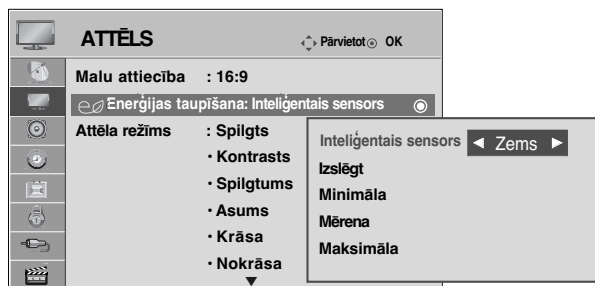 ATTĒLS Pārvietot OK
Malu attiecība : 16:9
Enerģijas taupīšana: Inteliģentais sensors
Attēla režīms : Spilgts
• Kontrasts
• Spilgtums
• Asums
• Krāsa
• Nokrāsa
Inteliģentais sensors ◄ Zems ►
Izslēgt
Minimāla
Mērena
Maksimāla